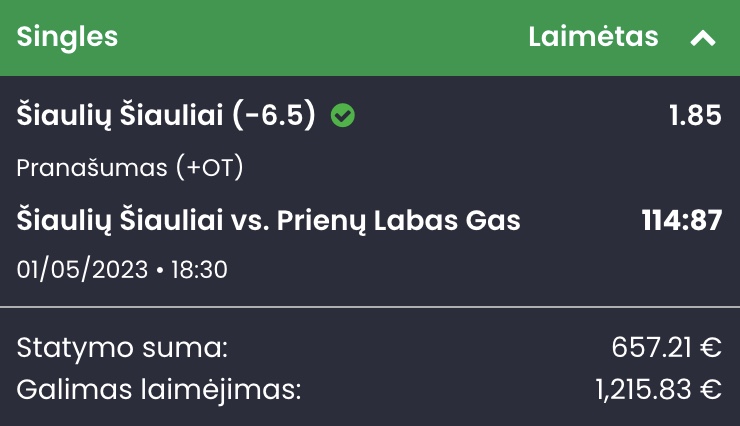 Singles Laimėtas
Šiaulių Šiauliai (-6.5) 1.85
Pranašumas (+OT)
Šiaulių Šiauliai vs. Prienų Labas Gas 114:87
01/05/2023 • 18:30
Statymo suma: 657.21 €
Galimas laimėjimas: 1,215.83 €